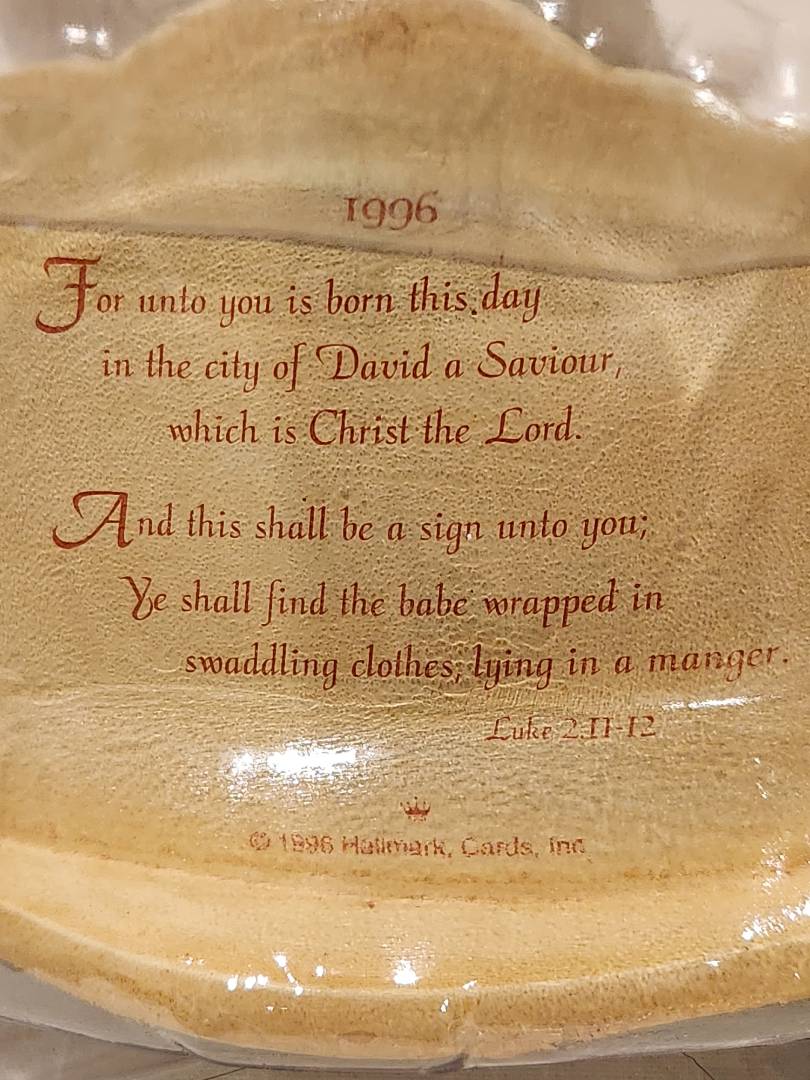 1996
For unto you is born this day
in the city of David a Saviour,
which is Christ the Lord.
And this shall be a sign unto you;
Ye shall find the babe wrapped in
swaddling clothes, lying in a manger.
Luke 2:11-12
© 1996 Hallmark, Cards, Inc.